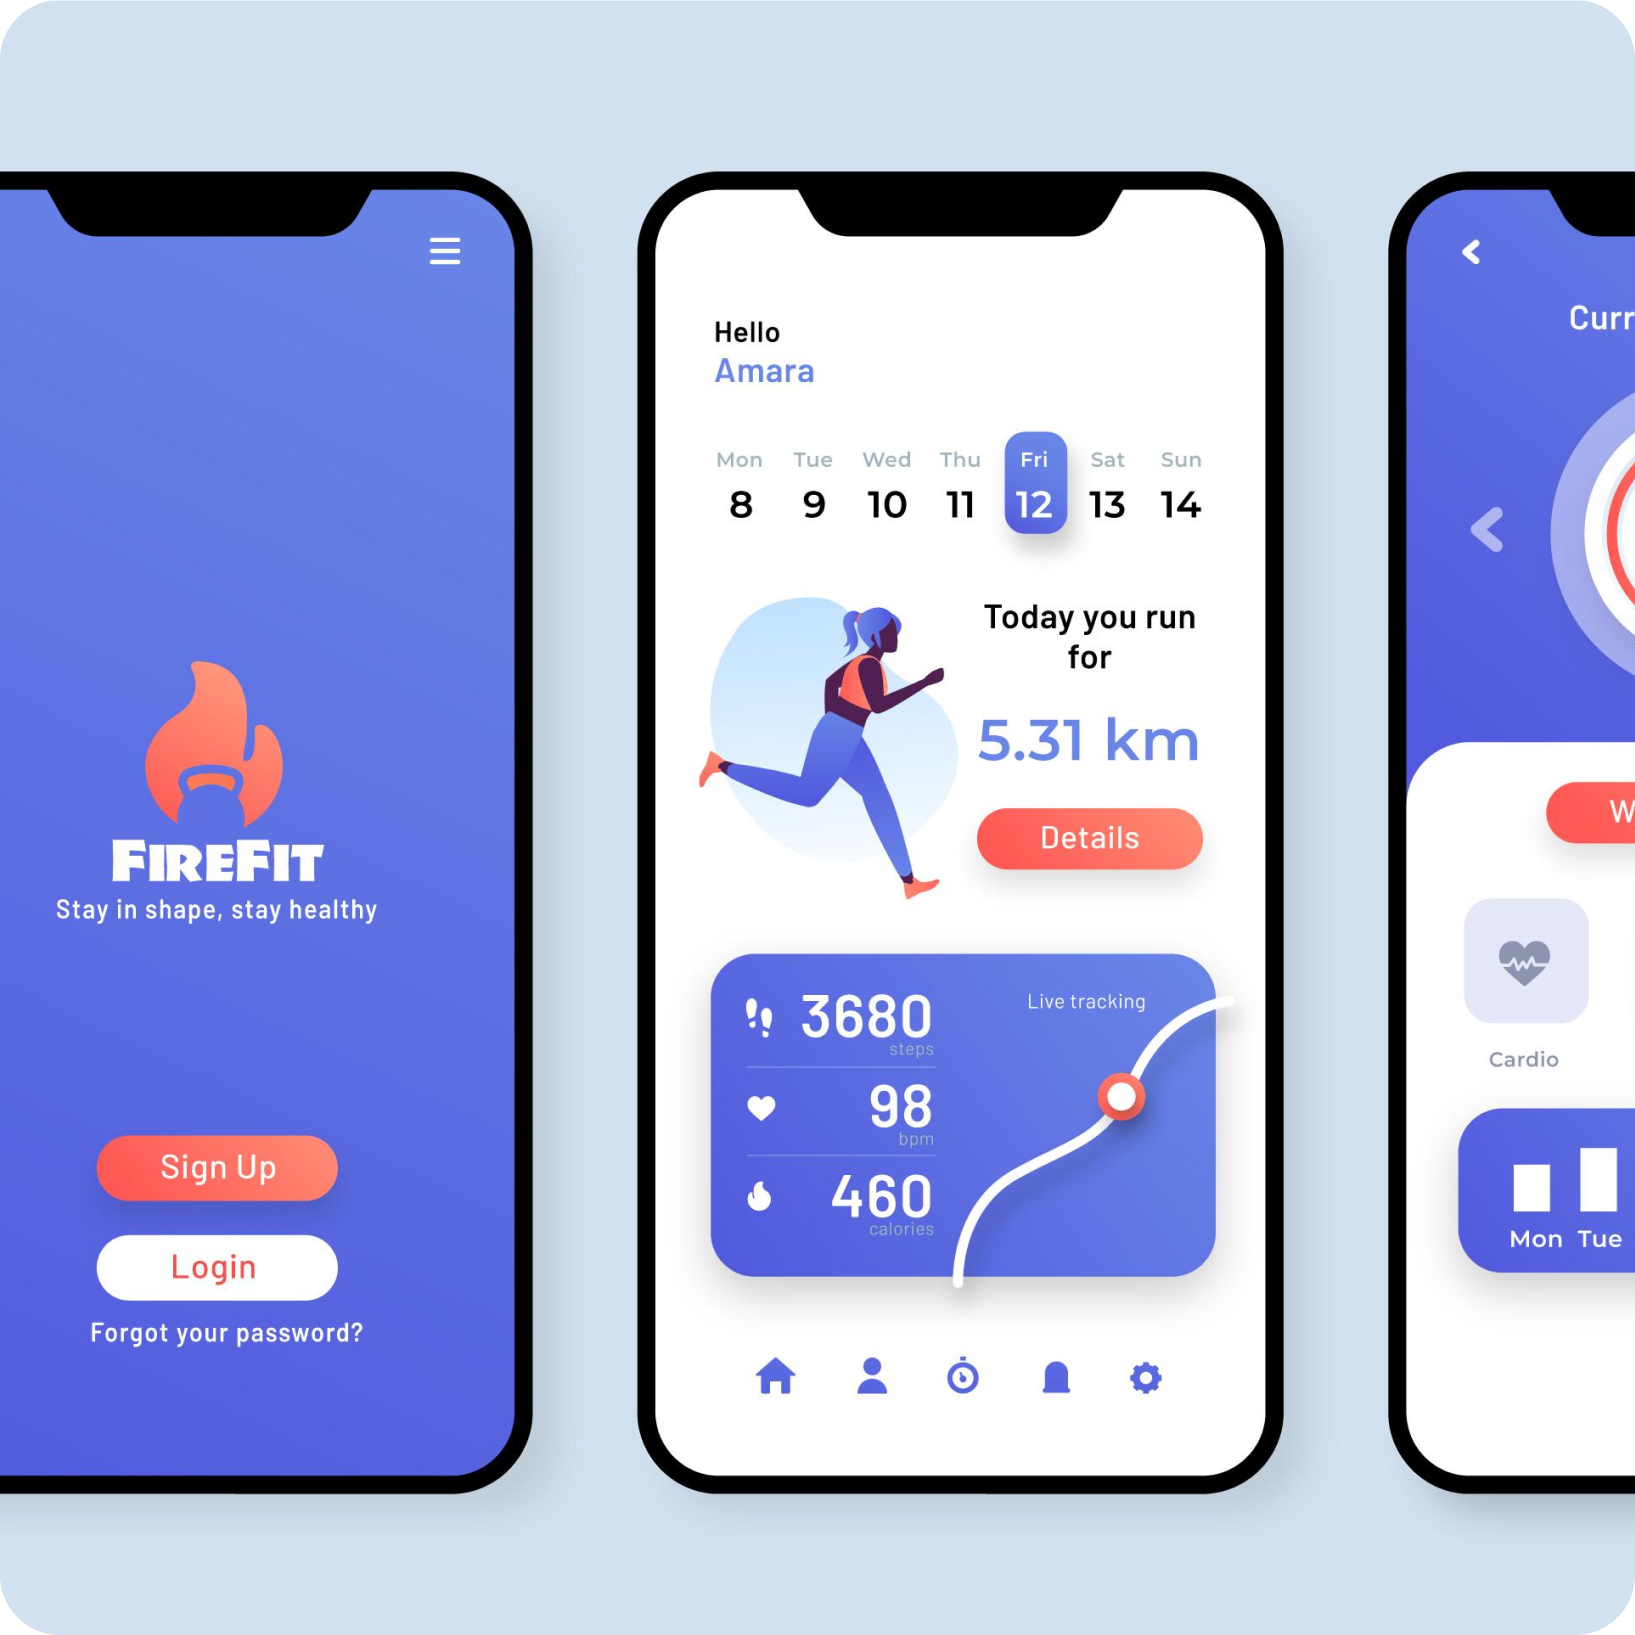 FIREFIT
Stay in shape, stay healthy
Sign Up
Login
Forgot your password?
Hello
Amara
Mon Tue Wed Thu Fri Sat Sun
8 9 10 11 12 13 14
Today you run
for
5.31 km
Details
3680
steps
98
bpm
460
calories
Live tracking
Curr
W
Cardio
Mon Tue